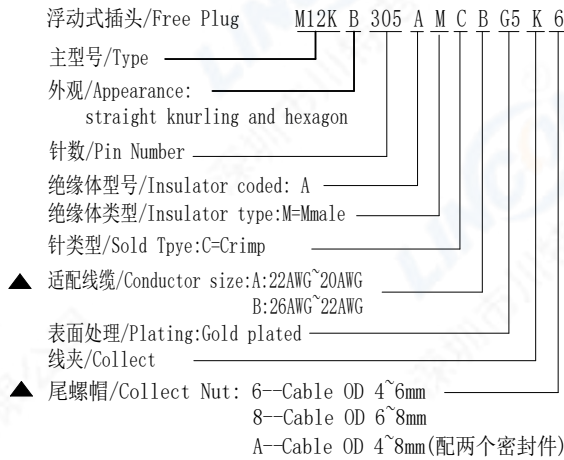 浮动式插头/Free Plug M12K B 305 A M C B G5 K 6
主型号/Type
外观/Appearance:
straight knurling and hexagon
针数/Pin Number
绝缘体型号/Insulator coded: A
绝缘体类型/Insulator type:M=Mmale
针类型/Sold Tpye:C=Crimp
▲ 适配线缆/Conductor size:A:22AWG~20AWG
B:26AWG~22AWG
表面处理/Plating:Gold plated
线夹/Collect
▲ 尾螺帽/Collect Nut: 6--Cable OD 4~6mm
8--Cable OD 6~8mm
A--Cable OD 4~8mm(配两个密封件)